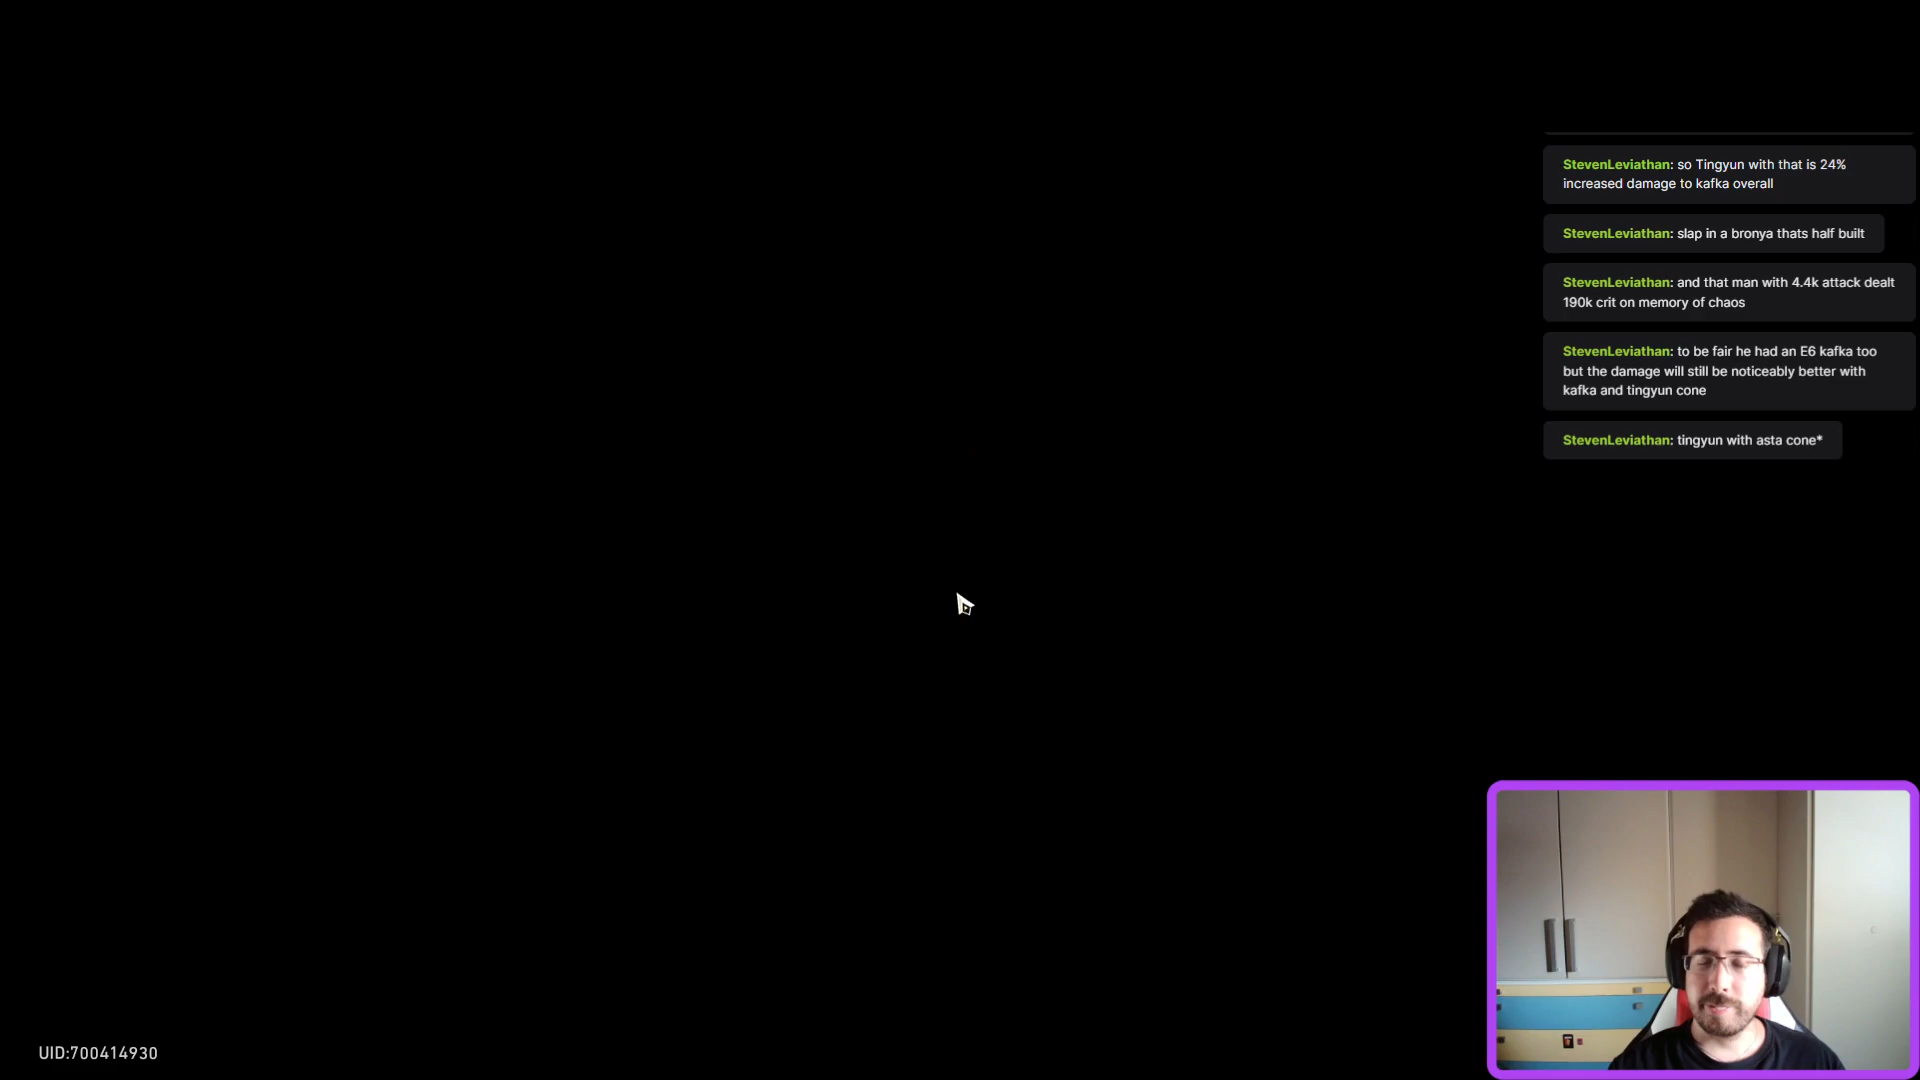 StevenLeviathan: so Tingyun with that is 24%
increased damage to kafka overall
StevenLeviathan: slap in a bronya thats half built
StevenLeviathan: and that man with 4.4k attack dealt
190k crit on memory of chaos
StevenLeviathan: to be fair he had an E6 kafka too
but the damage will still be noticeably better with
kafka and tingyun cone
StevenLeviathan: tingyun with asta cone*
UID:700414930